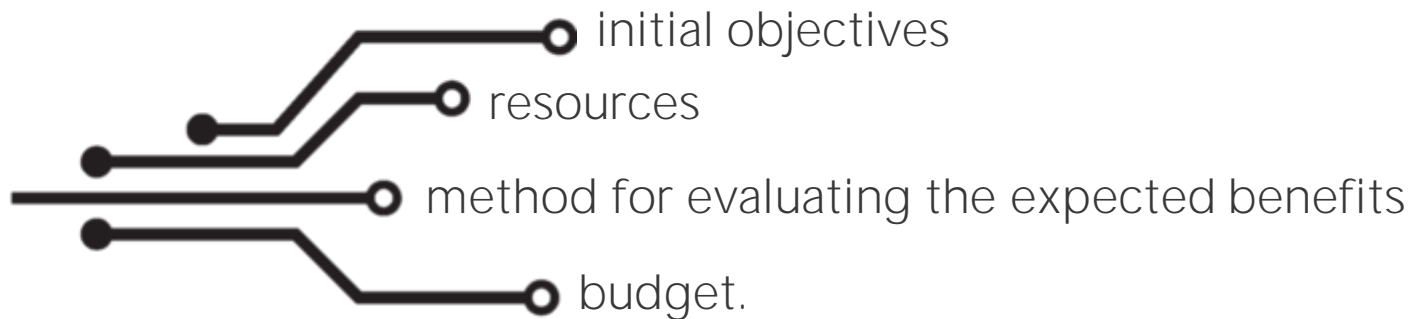 initial objectives
resources
method for evaluating the expected benefits
budget.